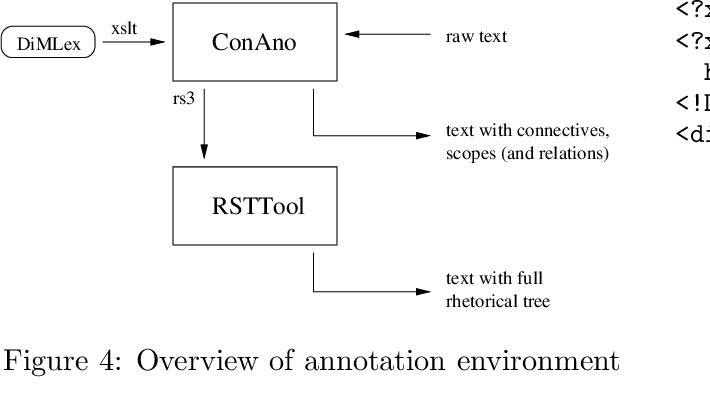 xslt
DiMLex
ConAno
raw text
rs3
text with connectives,
scopes (and relations)
RSTTool
text with full
rhetorical tree
Figure 4: Overview of annotation environment
<?x
<?x
<!
<di